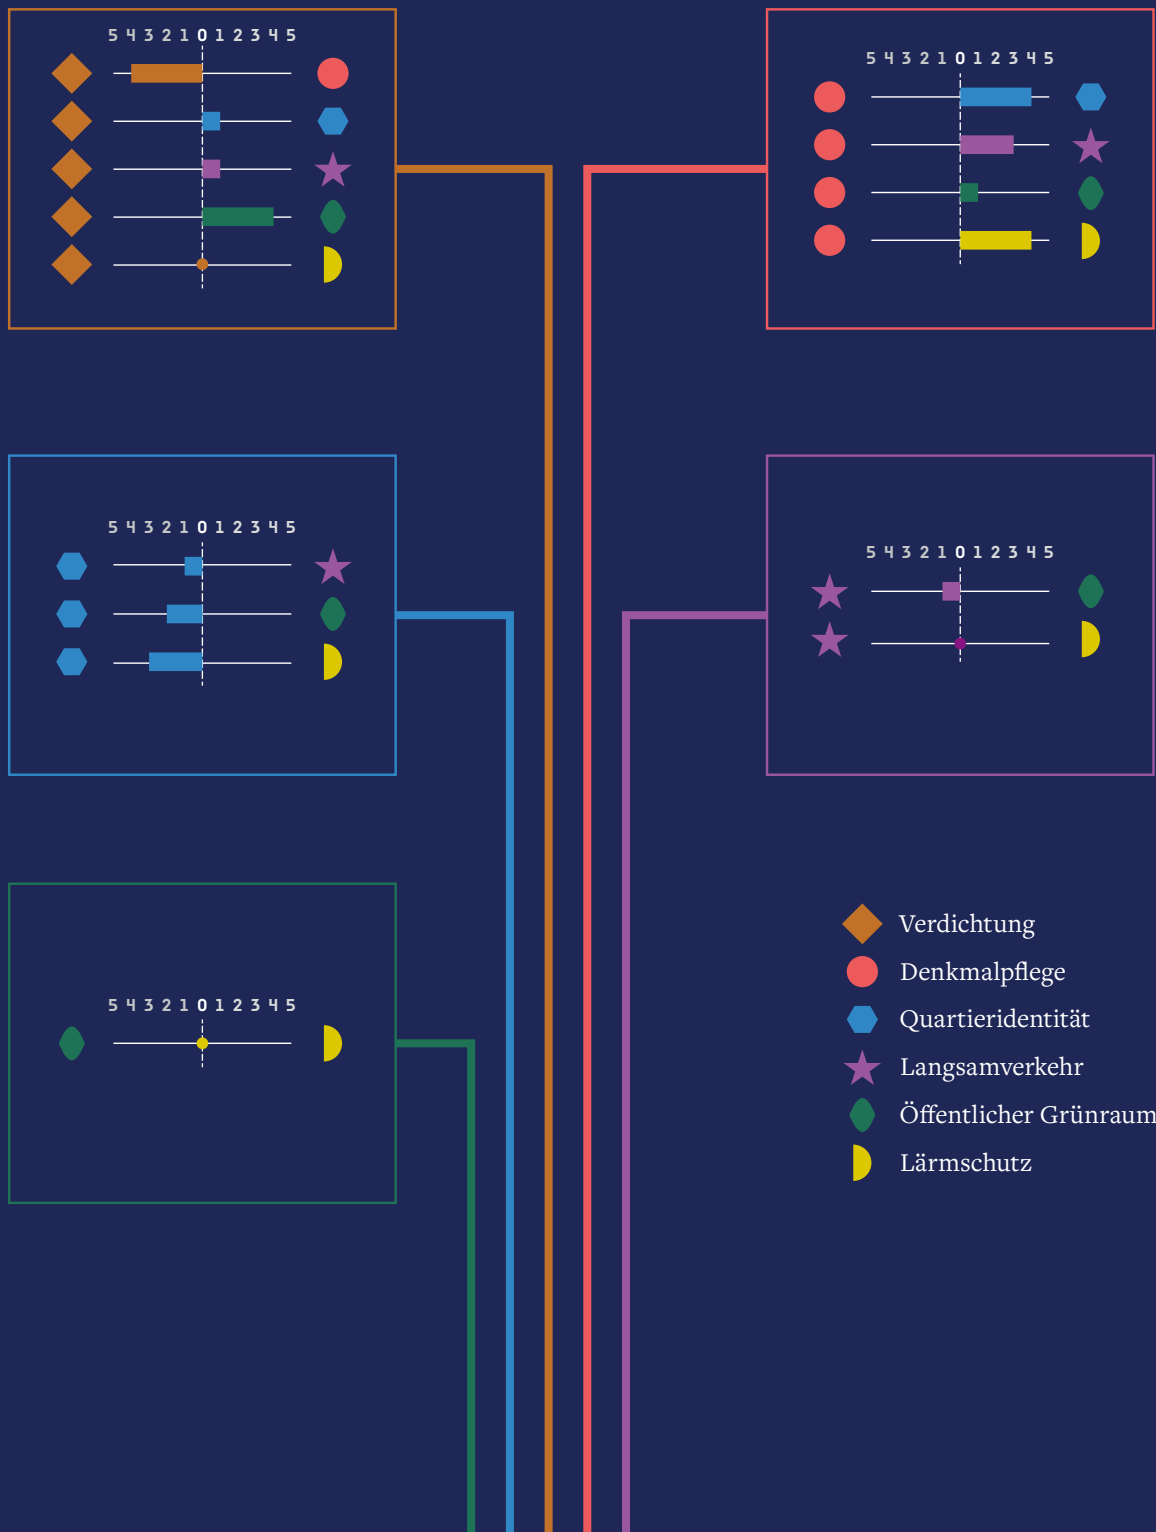 5 4 3 2 1 0 1 2 3 4 5
5 4 3 2 1 0 1 2 3 4 5
5 4 3 2 1 0 1 2 3 4 5
5 4 3 2 1 0 1 2 3 4 5
5 4 3 2 1 0 1 2 3 4 5
Verdichtung
Denkmalpflege
Quartieridentität
Langsamverkehr
Öffentlicher Grünraum
Lärmschutz